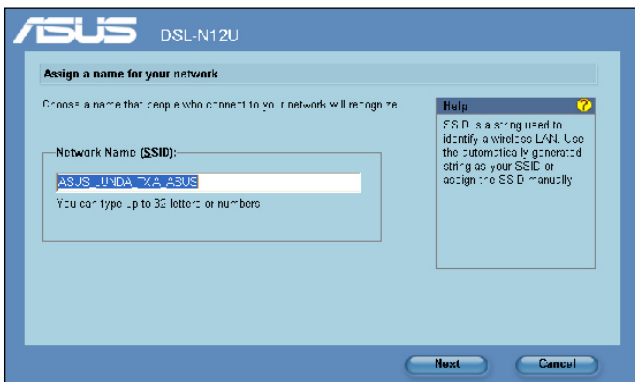 ASUS DSL-N12U
Assign a name for your network
Choose a name that people who connect to your network will recognize
Network Name (SSID):
You can type up to 32 letters or numbers
Help
SSID is a string used to
identify a wireless LAN. Use
the automatically generated
string as your SSID or
assign the SSID manually
Next Cancel